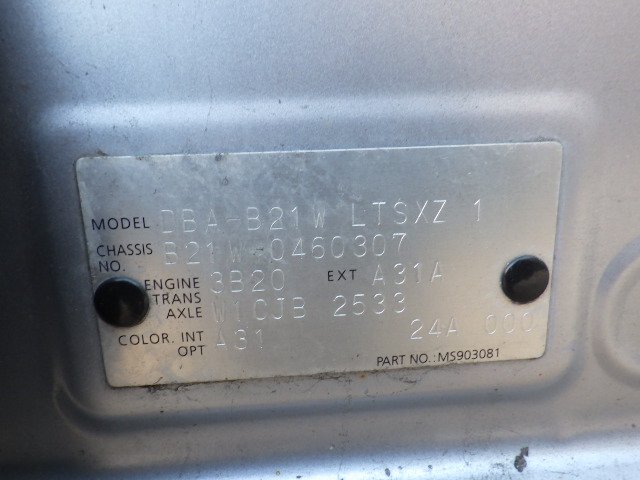 MODEL DBA-B21W LTSXZ 1
CHASSIS NO. B21W-0460307
ENGINE 3B20 EXT A31A
TRANS AXLE W1CJB 2533
COLOR. INT OPT A31 24A 000
PART NO.: MS903081